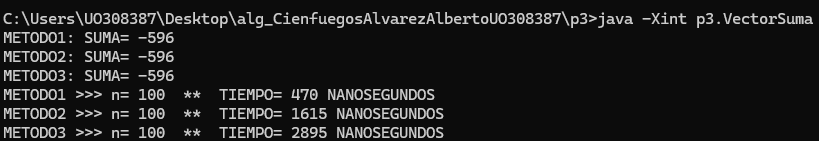 C:\Users\UO308387\Desktop\alg_CienfuegosAlvarezAlbertoUO308387\p3>java -Xint p3.VectorSuma
METODO1: SUMA= -596
METODO2: SUMA= -596
METODO3: SUMA= -596
METODO1 >>> n= 100  **  TIEMPO= 470 NANOSEGUNDOS
METODO2 >>> n= 100  **  TIEMPO= 1615 NANOSEGUNDOS
METODO3 >>> n= 100  **  TIEMPO= 2895 NANOSEGUNDOS